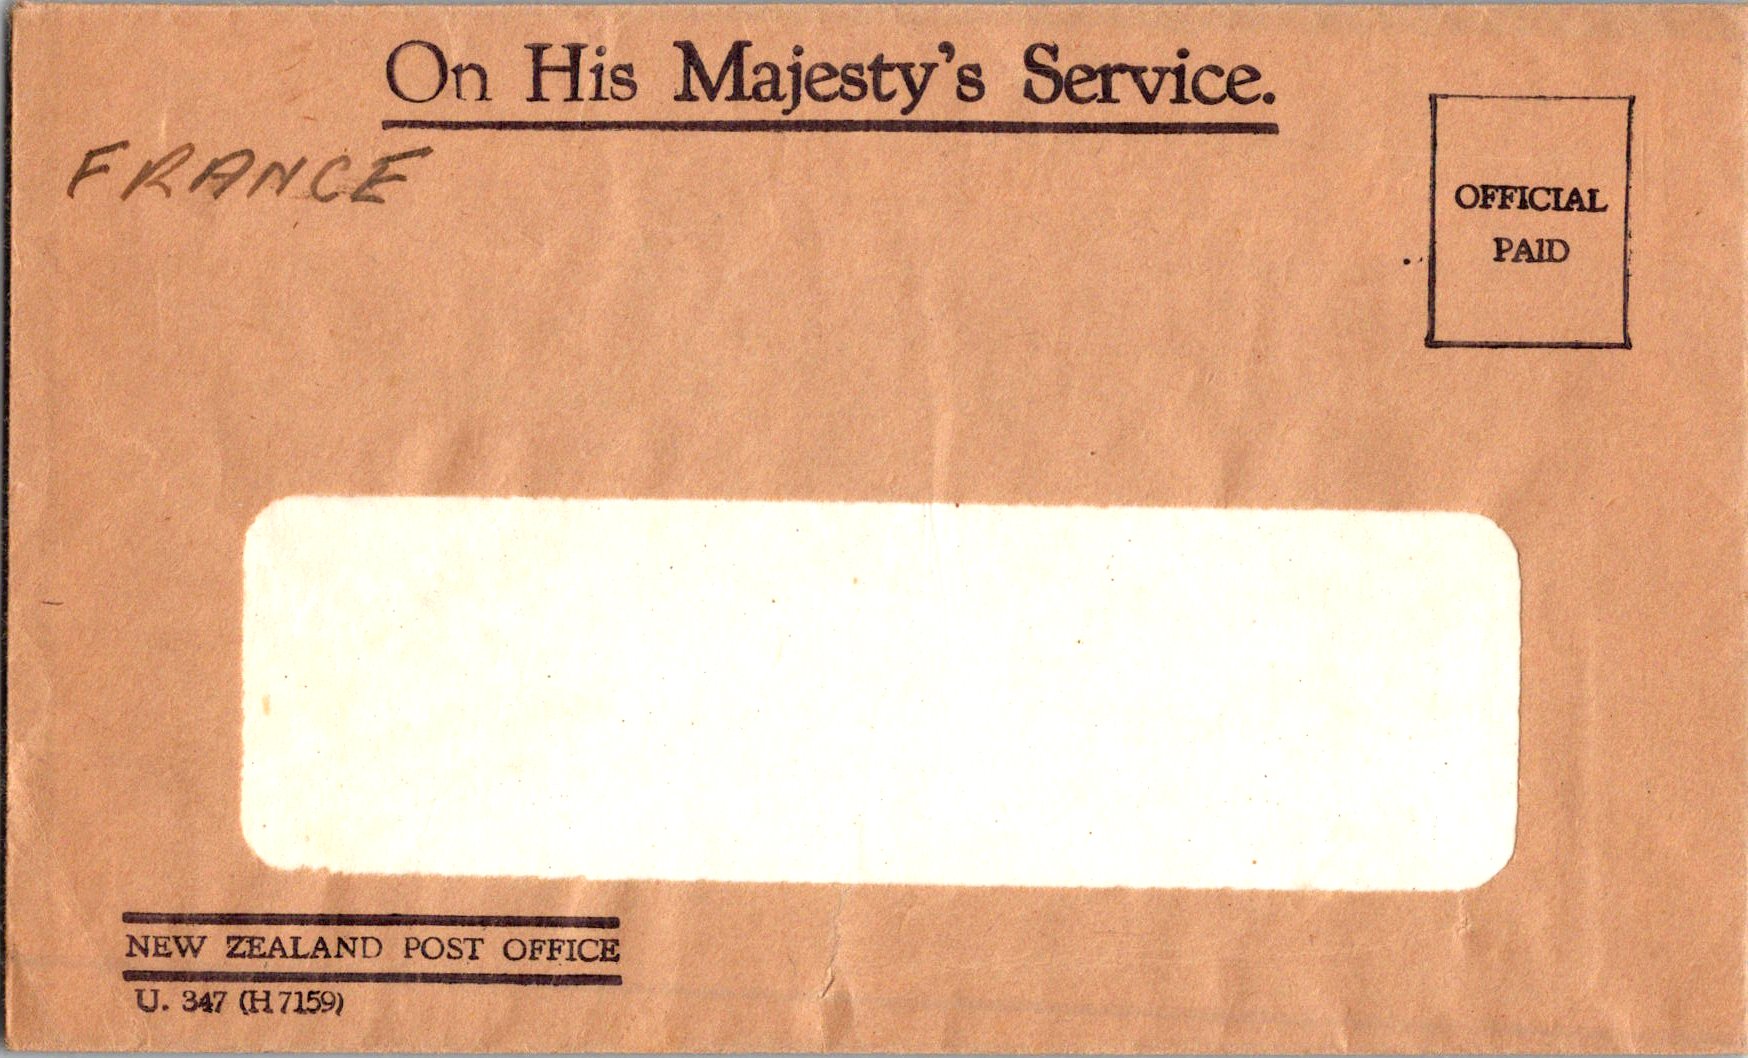 On His Majesty's Service.
FRANCE
OFFICIAL
PAID
NEW ZEALAND POST OFFICE
U. 347 (H 7159)